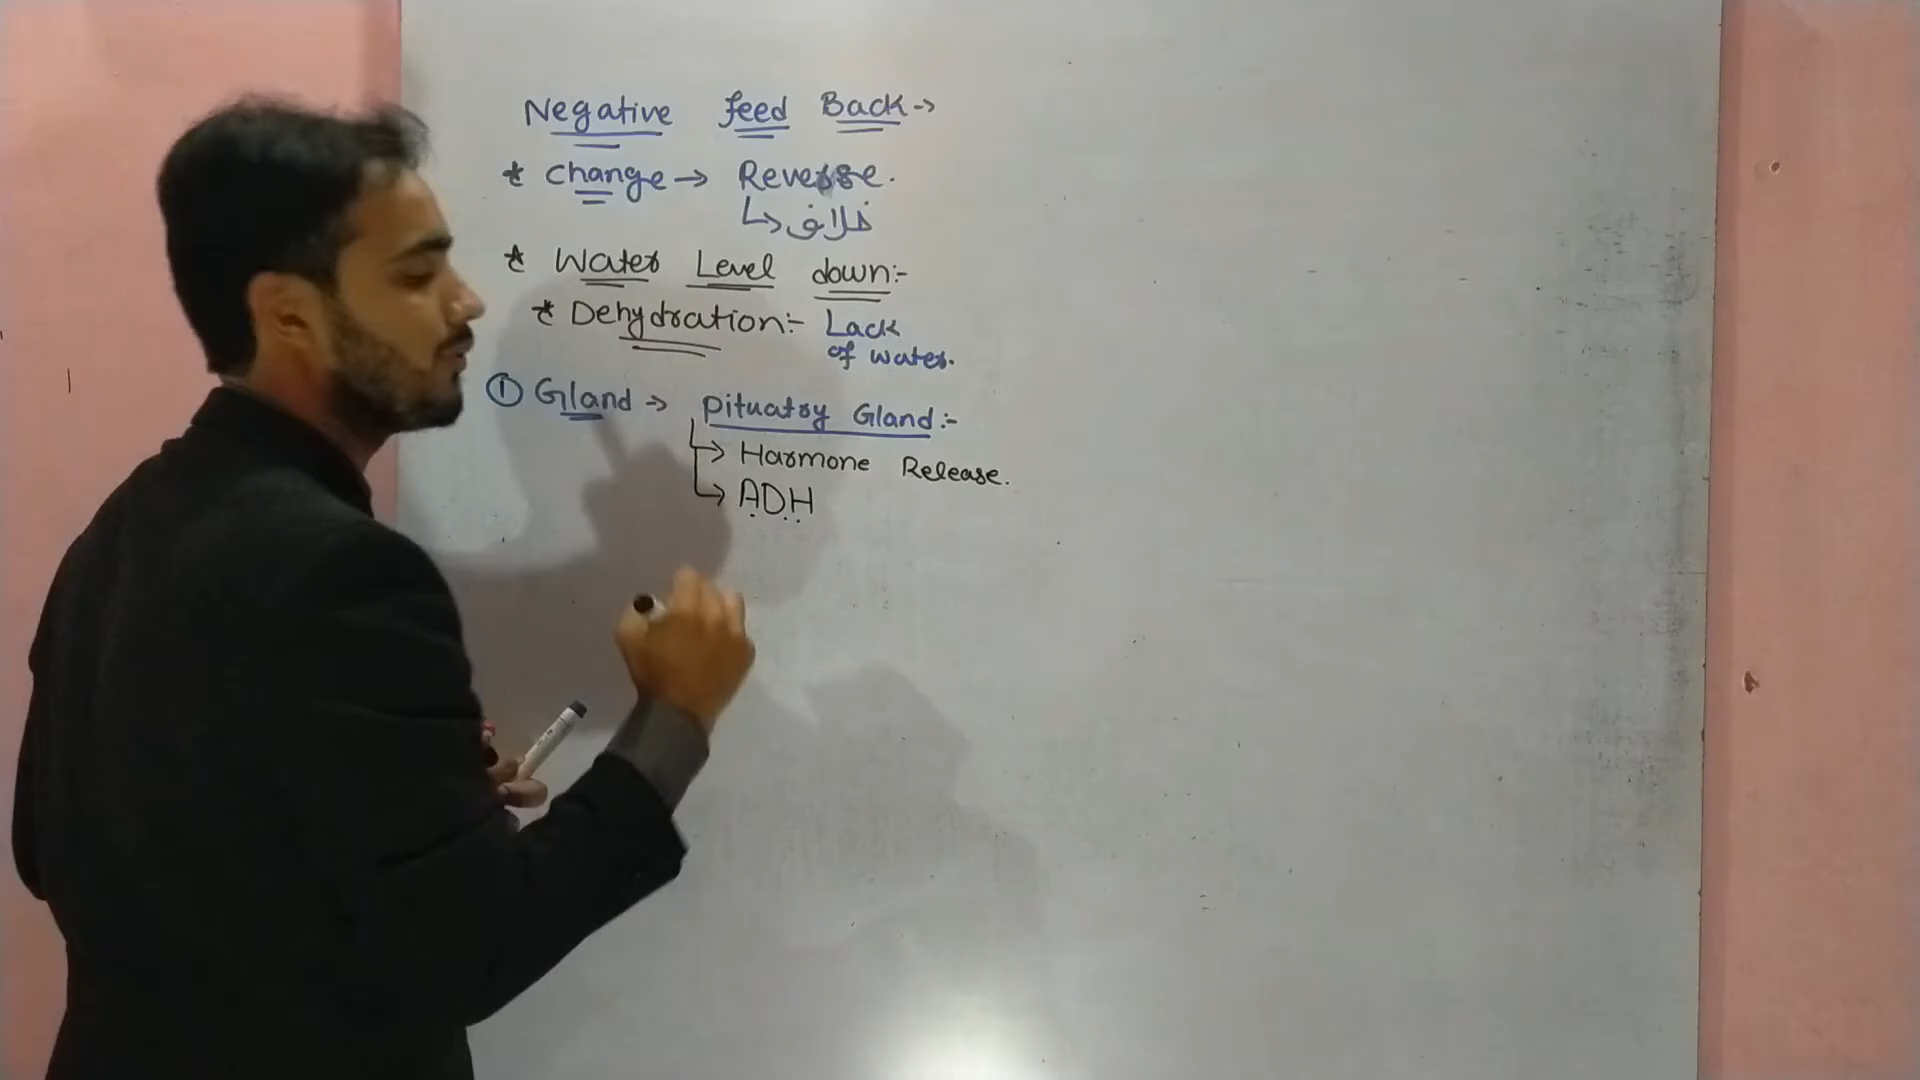 Negative feed Back->
* change → Reverse.
↳ خلاف
* Water Level down:-
* Dehydration:- Lack
of water.
① Gland → Pituatry Gland:-
→ Harmone Release.
→ ADH